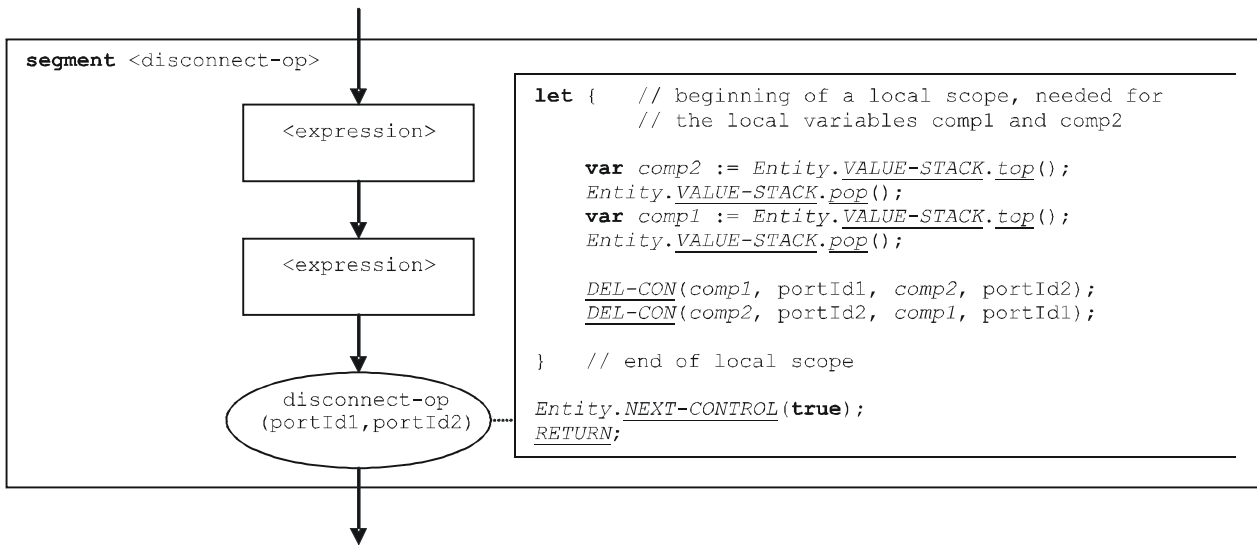 segment <disconnect-op>
<expression>
<expression>
disconnect-op
(portId1,portId2)
let {   // beginning of a local scope, needed for
// the local variables comp1 and comp2
var comp2 := Entity.VALUE-STACK.top();
Entity.VALUE-STACK.pop();
var comp1 := Entity.VALUE-STACK.top();
Entity.VALUE-STACK.pop();
DEL-CON(comp1, portId1, comp2, portId2);
DEL-CON(comp2, portId2, comp1, portId1);
}   // end of local scope
Entity.NEXT-CONTROL(true);
RETURN;